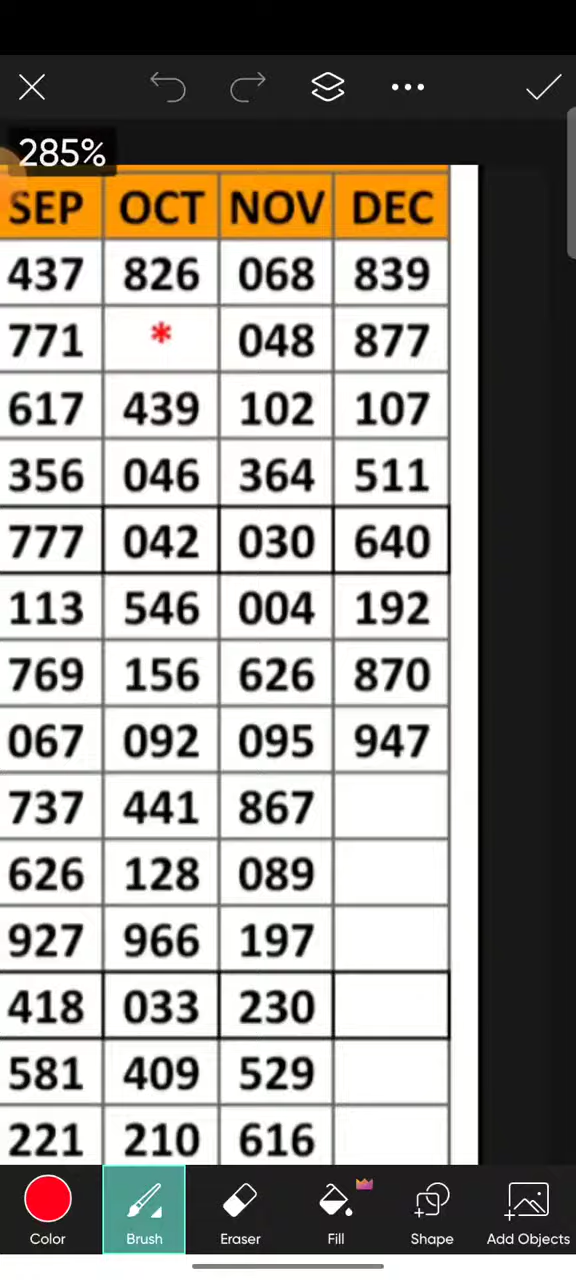 285%
SEP OCT NOV DEC
437 826 068 839
771 * 048 877
617 439 102 107
356 046 364 511
777 042 030 640
113 546 004 192
769 156 626 870
067 092 095 947
737 441 867
626 128 089
927 966 197
418 033 230
581 409 529
221 210 616
Color Brush Eraser Fill Shape Add Objects